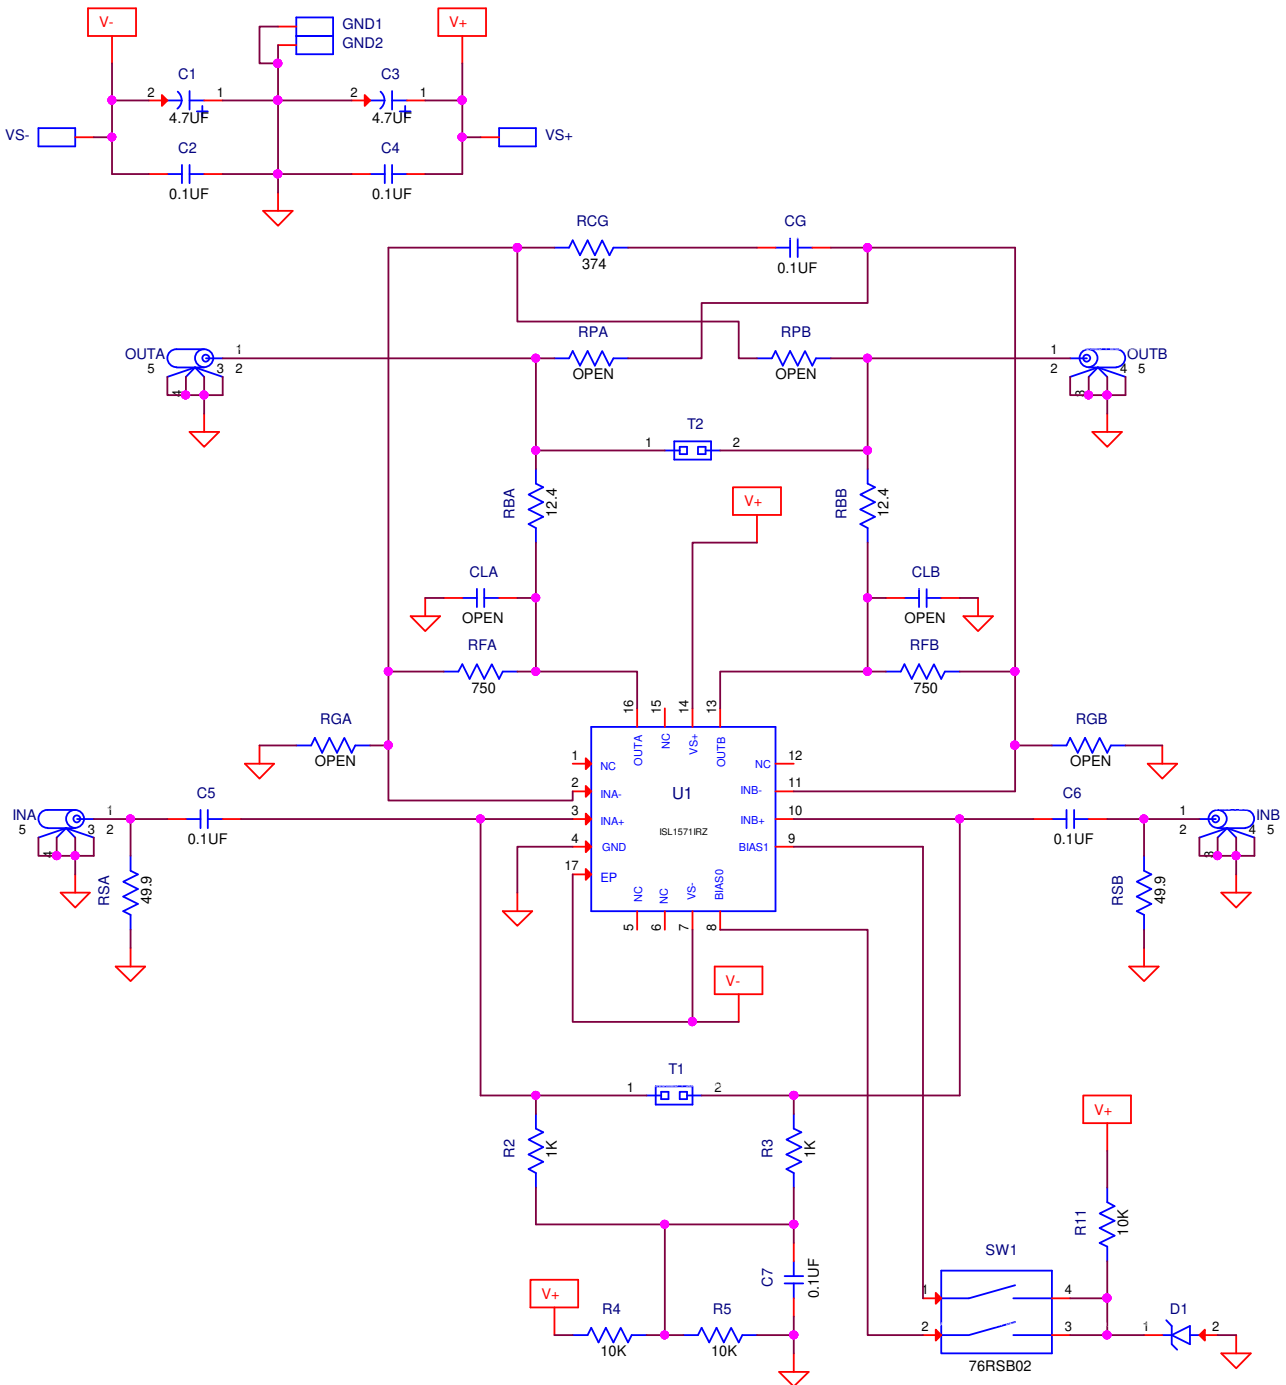 V-
GND1
GND2
V+
C1
2 1
4.7UF
C3
2 1
4.7UF
VS-
VS+
C2
0.1UF
C4
0.1UF
RCG
374
CG
0.1UF
OUTA
1
5 3 2
4
RPA
OPEN
RPB
OPEN
1
OUTB
2 4 5
3
T2
1 2
RBA
12.4
V+
RBB
12.4
CLA
OPEN
CLB
OPEN
RFA
750
RFB
750
16 15 14 13
OUTA NC VS+ OUTB
RGA
OPEN
RGB
OPEN
1 NC
NC 12
2 INA-
INB- 11
U1
3 INA+
INB+ 10
ISL1571IRZ
4 GND
BIAS1 9
17 EP
NC NC VS- BIAS0
5 6 7 8
INA
1
5 3 2
4
C5
0.1UF
RSA
49.9
C6
0.1UF
1
INB
2 4 5
3
RSB
49.9
V-
T1
1 2
R2
1K
R3
1K
V+
R11
10K
C7
0.1UF
V+
R4
10K
R5
10K
SW1
1 4
2 3
76RSB02
D1
1 2